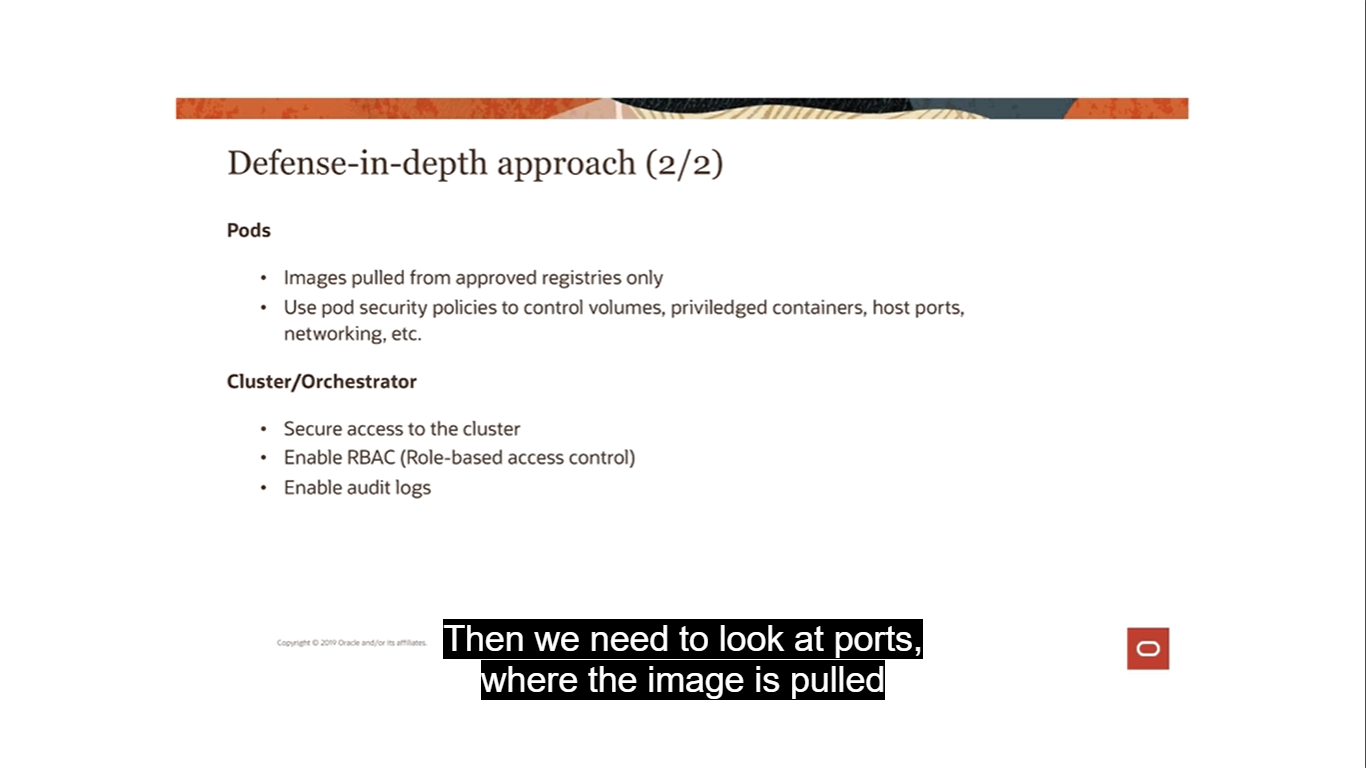 Defense-in-depth approach (2/2)
Pods
• Images pulled from approved registries only
• Use pod security policies to control volumes, priviledged containers, host ports,
networking, etc.
Cluster/Orchestrator
• Secure access to the cluster
• Enable RBAC (Role-based access control)
• Enable audit logs
Copyright © 2019 Oracle and/or its affiliates.
Then we need to look at ports,
where the image is pulled